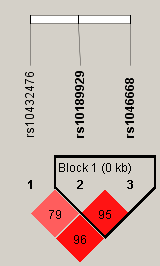 rs10432476
rs10189929
rs1046668
Block 1 (0 kb)
1 2 3
79 95
96